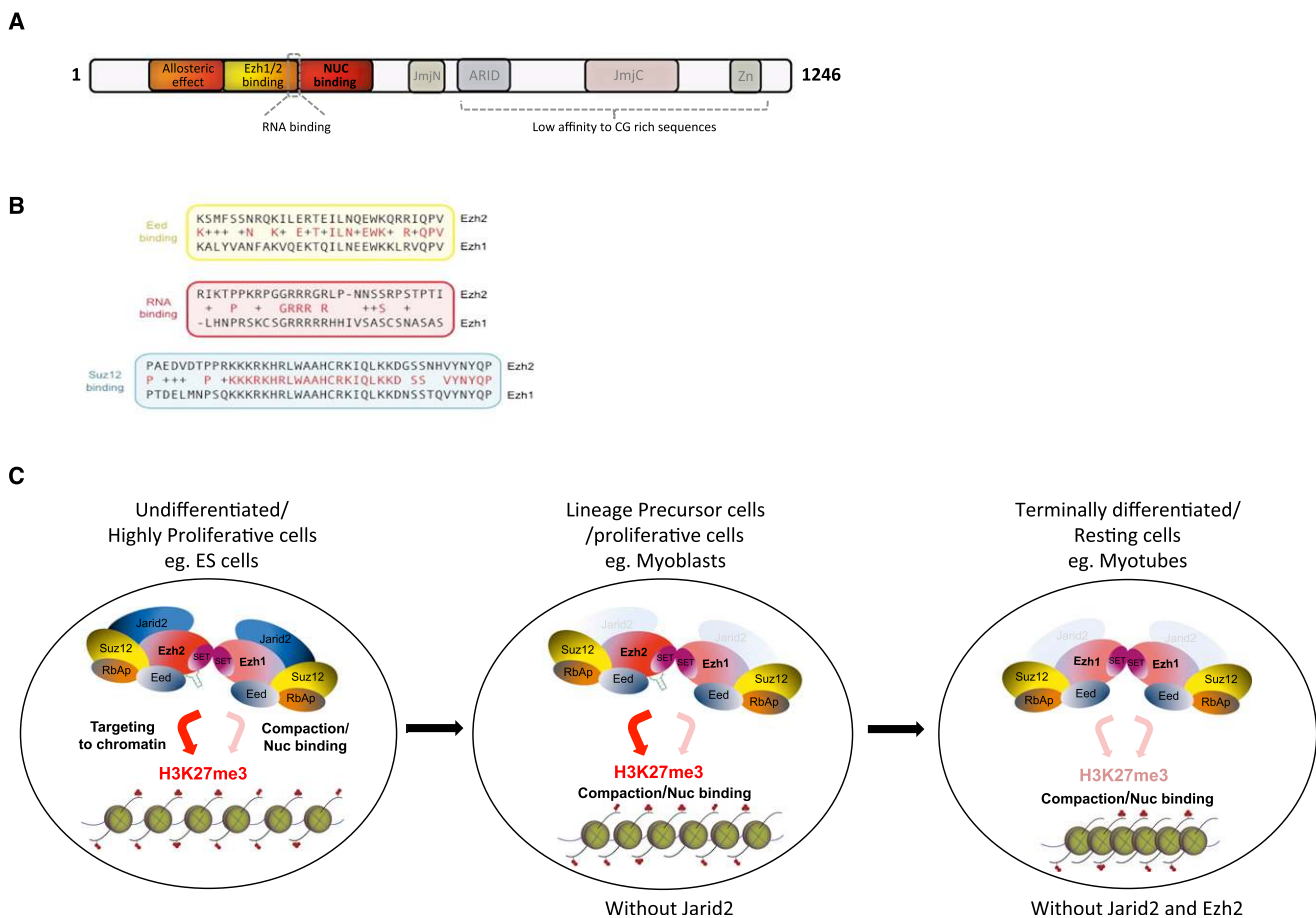 A
1
Allosteric
effect
Ezh1/2
binding
NUC
binding
JmjN
ARID
JmjC
Zn
1246
RNA binding
Low affinity to CG rich sequences
B
Eed
binding
KSMFSSNRQKILERTEILNQEWKQRRIQPV Ezh2
K+++ +N K+ E+T+ILN+EWK+ R+QPV
KALYVANFAKVQEKTQILNEEWKKLRVQPV Ezh1
RNA
binding
RIKTPPKRPGGRRRGRLP-NNSSRPSTPTI Ezh2
+ P + GRRR R ++S +
-LHNPRSKCSGRRRRRHHIVSASCSNASAS Ezh1
Suz12
binding
PAEDVDTPPRKKKRKHRLWAAHCRKIQLKKDGSSNHVYNYQP Ezh2
P +++ P +KKKRKHRLWAAHCRKIQLKKD SS VYNYQP
PTDELMNPSQKKKRKHRLWAAHCRKIQLKKDNSSTQVYNYQP Ezh1
C
Undifferentiated/
Highly Proliferative cells
eg. ES cells
Jarid2
Jarid2
Suz12
Ezh2
SET
SET
Ezh1
Suz12
RbAp
Eed
Eed
RbAp
Targeting
to chromatin
Compaction/
Nuc binding
H3K27me3
Lineage Precursor cells
/proliferative cells
eg. Myoblasts
Jarid2
Jarid2
Suz12
Ezh2
SET
SET
Ezh1
Suz12
RbAp
Eed
Eed
RbAp
H3K27me3
Compaction/Nuc binding
Without Jarid2
Terminally differentiated/
Resting cells
eg. Myotubes
Jarid2
Jarid2
Suz12
Ezh1
SET
SET
Ezh1
Suz12
RbAp
Eed
Eed
RbAp
H3K27me3
Compaction/Nuc binding
Without Jarid2 and Ezh2